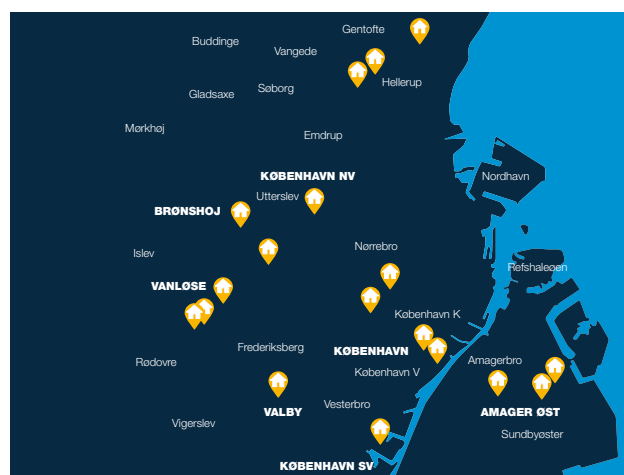 Gentofte
Buddinge
Vangede
Hellerup
Søborg
Gladsaxe
Mørkhøj
Emdrup
KØBENHAVN NV
Nordhavn
Utterslev
BRØNSHOJ
Nørrebro
Islev
Refshaleøen
VANLØSE
København K
Frederiksberg
KØBENHAVN
Rødovre
Amagerbro
København V
Vesterbro
VALBY
AMAGER ØST
Vigerslev
Sundbyøster
KØBENHAVN SV